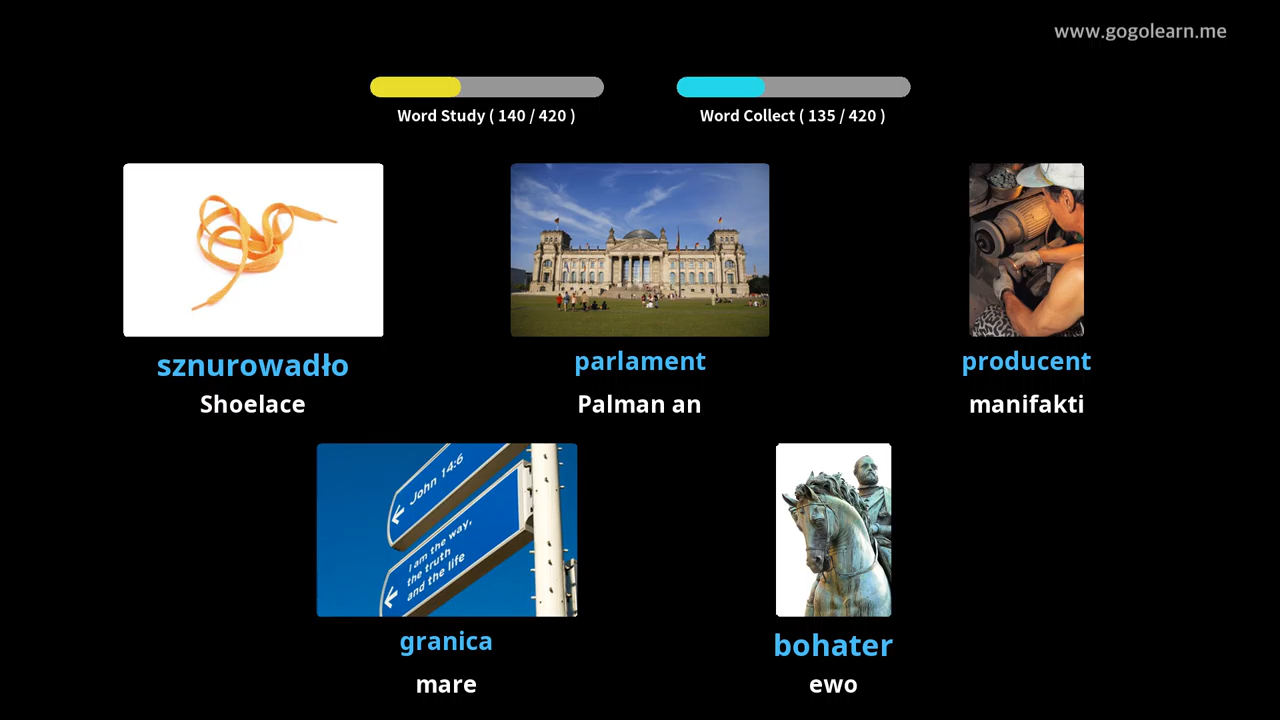 www.gogolearn.me
Word Study ( 140 / 420 )
Word Collect ( 135 / 420 )
sznurowadło
Shoelace
parlament
Palman an
producent
manifakti
John 14:6
I am the way,
the truth
and the life
granica
mare
bohater
ewo